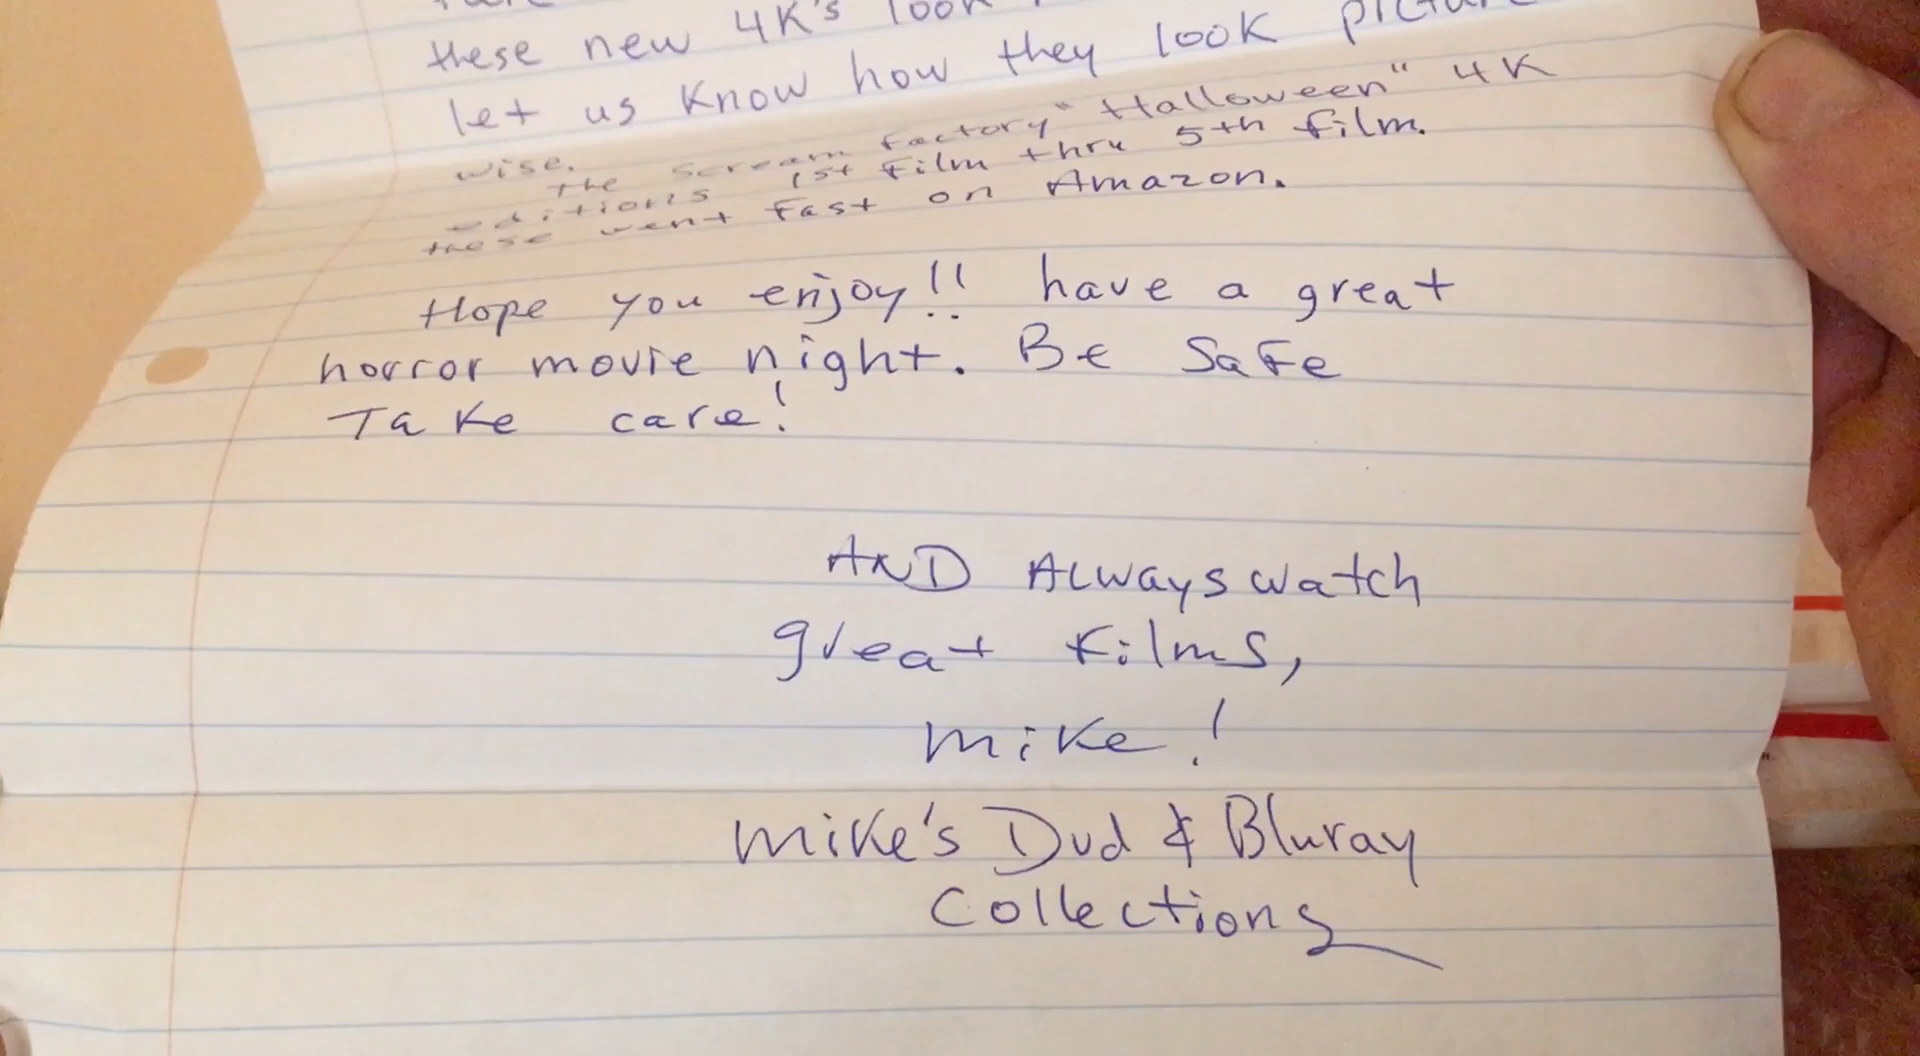 these new 4K's look
let us Know how they look picture
wise.
The Scream factory "Halloween" 4K
editions 1st Film thru 5th film.
these went fast on Amazon.
Hope you enjoy!! have a great
horror movie night. Be Safe
Take care!
AND Always watch
great films,
Mike!
Mike's Dvd & Bluray
Collections